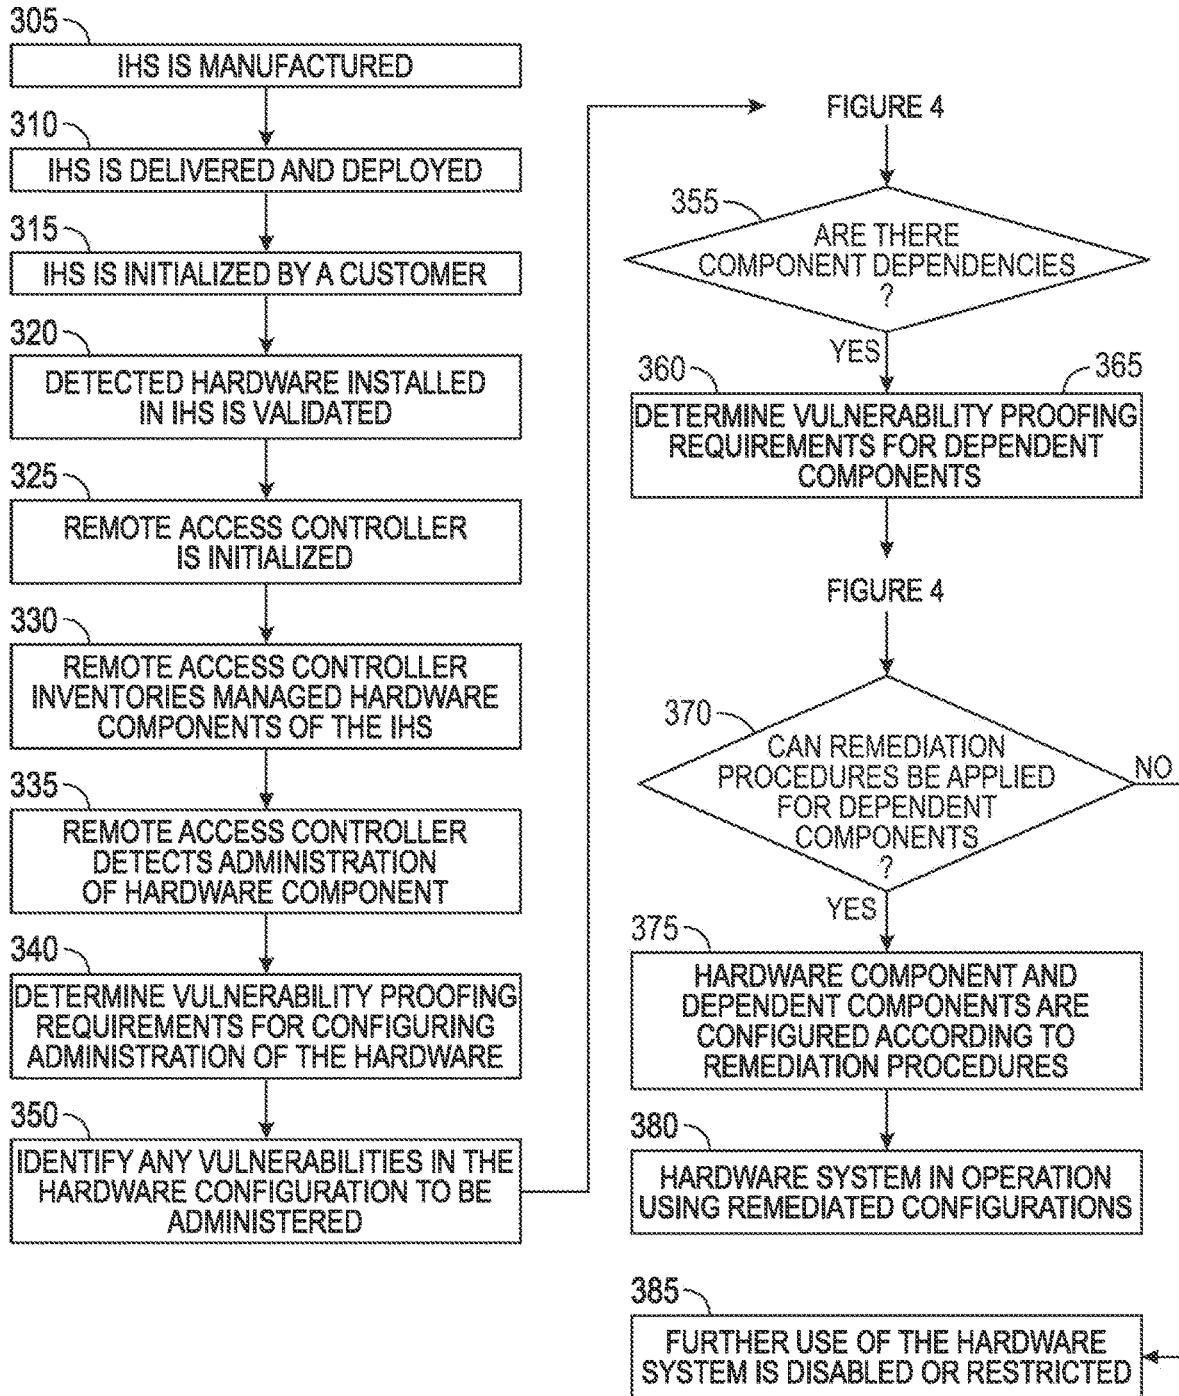 305
IHS IS MANUFACTURED
310
IHS IS DELIVERED AND DEPLOYED
315
IHS IS INITIALIZED BY A CUSTOMER
320
DETECTED HARDWARE INSTALLED
IN IHS IS VALIDATED
325
REMOTE ACCESS CONTROLLER
IS INITIALIZED
330
REMOTE ACCESS CONTROLLER
INVENTORIES MANAGED HARDWARE
COMPONENTS OF THE IHS
335
REMOTE ACCESS CONTROLLER
DETECTS ADMINISTRATION
OF HARDWARE COMPONENT
340
DETERMINE VULNERABILITY PROOFING
REQUIREMENTS FOR CONFIGURING
ADMINISTRATION OF THE HARDWARE
350
IDENTIFY ANY VULNERABILITIES IN THE
HARDWARE CONFIGURATION TO BE
ADMINISTERED
FIGURE 4
355
ARE THERE
COMPONENT DEPENDENCIES
?
YES
360
365
DETERMINE VULNERABILITY PROOFING
REQUIREMENTS FOR DEPENDENT
COMPONENTS
FIGURE 4
370
CAN REMEDIATION
PROCEDURES BE APPLIED
FOR DEPENDENT
COMPONENTS
?
NO
YES
375
HARDWARE COMPONENT AND
DEPENDENT COMPONENTS ARE
CONFIGURED ACCORDING TO
REMEDIATION PROCEDURES
380
HARDWARE SYSTEM IN OPERATION
USING REMEDIATED CONFIGURATIONS
385
FURTHER USE OF THE HARDWARE
SYSTEM IS DISABLED OR RESTRICTED